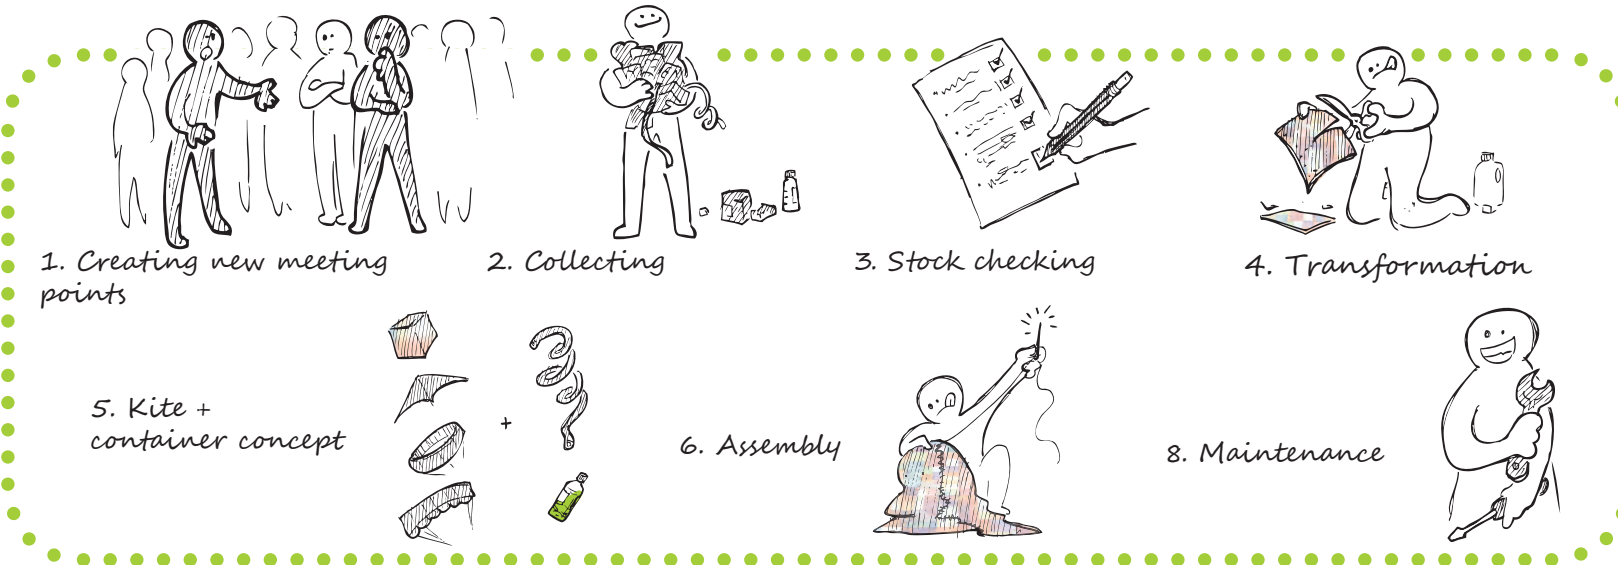 1. Creating new meeting
points
2. Collecting
3. Stock checking
4. Transformation
5. Kite +
container concept
+
6. Assembly
8. Maintenance